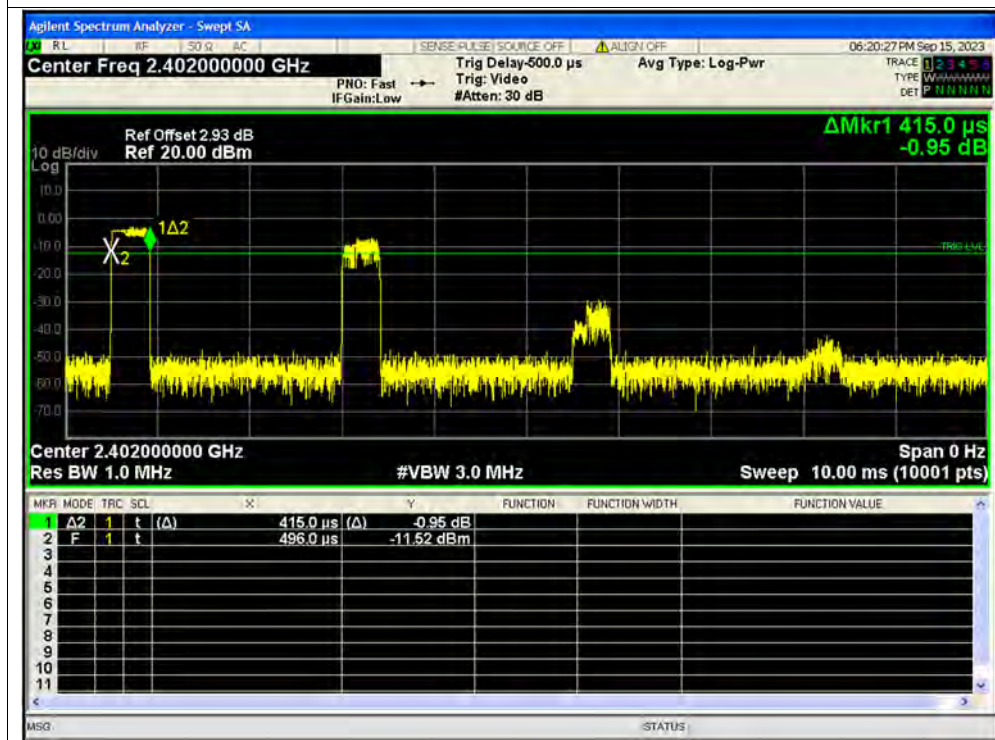 Agilent Spectrum Analyzer - Swept SA
RL RF 50 Ω AC SENSE:PULSE SOURCE OFF ALIGN OFF 06:20:27 PM Sep 15, 2023
Center Freq 2.402000000 GHz
Trig Delay-500.0 µs Avg Type: Log-Pwr TRACE 1 2 3 4 5 6
PNO: Fast Trig: Video TYPE WWWWWW
IFGain:Low #Atten: 30 dB DET P N N N N N
ΔMkr1 415.0 µs
-0.95 dB
Ref Offset 2.93 dB
10 dB/div Ref 20.00 dBm
Log
10.0
0.00
-10.0
-20.0
-30.0
-40.0
-50.0
-60.0
-70.0
1Δ2
X2
TRIG LVL
Center 2.402000000 GHz Span 0 Hz
Res BW 1.0 MHz #VBW 3.0 MHz Sweep 10.00 ms (10001 pts)
MKR MODE TRC SCL X Y FUNCTION FUNCTION WIDTH FUNCTION VALUE
1 Δ2 1 t (Δ) 415.0 µs (Δ) -0.95 dB
2 F 1 t 496.0 µs -11.52 dBm
3
4
5
6
7
8
9
10
11
MSG STATUS